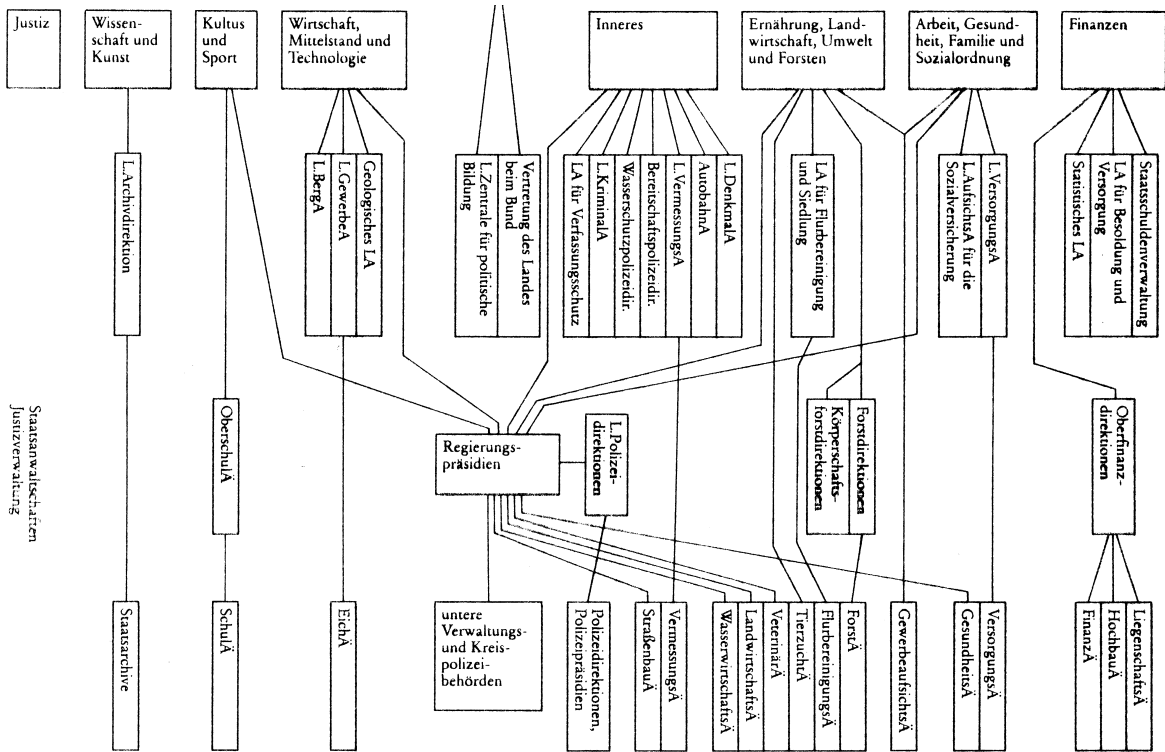 Justiz
Wissen-
schaft und
Kunst
Kultus
und
Sport
Wirtschaft,
Mittelstand und
Technologie
Inneres
Ernährung, Land-
wirtschaft, Umwelt
und Forsten
Arbeit, Gesund-
heit, Familie und
Sozialordnung
Finanzen
L.Archivdirektion
L.BergA
L.GewerbeA
Geologisches LA
L.Zentrale für politische
Bildung
Vertretung des Landes
beim Bund
LA für Verfassungsschutz
L.KriminalA
Wasserschutzpolizeidir.
Bereitschaftspolizeidir.
L.VermessungsA
AutobahnA
L.DenkmalA
LA für Flurbereinigung
und Siedlung
L.AufsichtsA für die
Sozialversicherung
L.VersorgungsA
Statistisches LA
LA für Besoldung und
Versorgung
Staatsschuldenverwaltung
Staatsanwaltschaften
Justizverwaltung
OberschulÄ
Regierungs-
präsidien
L.Polizei-
direktionen
Körperschafts-
forstdirektionen
Forstdirektionen
Oberfinanz-
direktionen
Staatsarchive
SchulÄ
EichÄ
untere
Verwaltungs-
und Kreis-
polizei-
behörden
Polizeidirektionen,
Polizeipräsidien
StraßenbauÄ
VermessungsÄ
WasserwirtschaftsÄ
LandwirtschaftsÄ
VeterinärÄ
TierzuchtÄ
FlurbereinigungsÄ
ForstÄ
GewerbeaufsichtsÄ
GesundheitsÄ
VersorgungsÄ
FinanzÄ
HochbauÄ
LiegenschaftsÄ